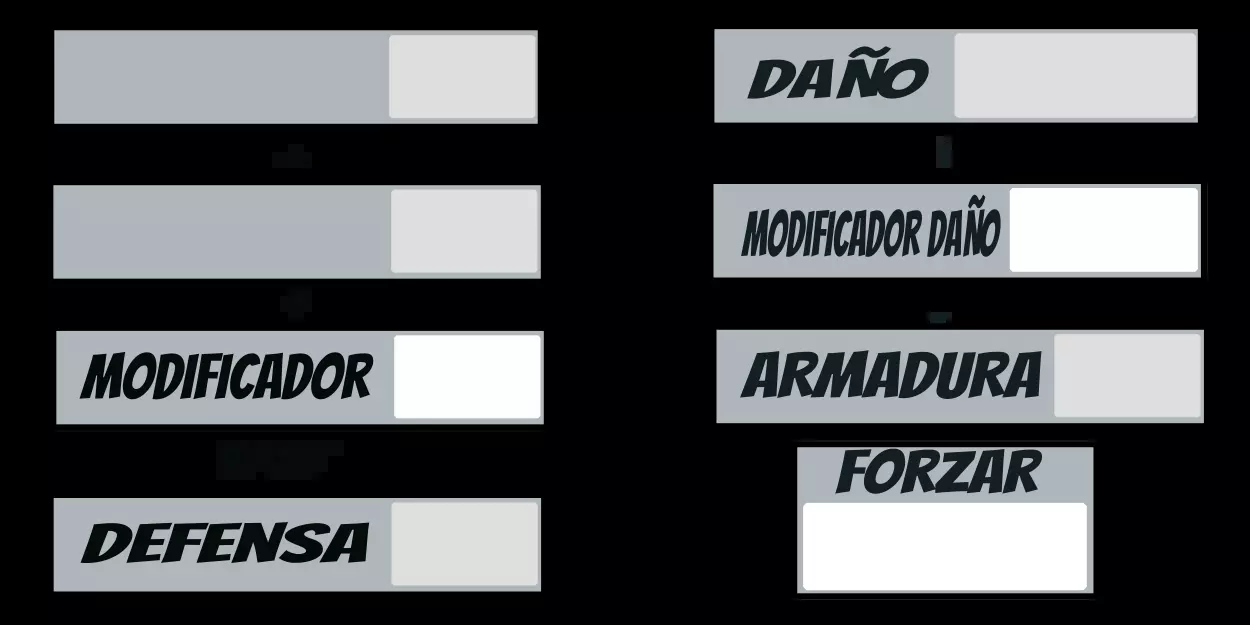 MODIFICADOR
DEFENSA
DAÑO
MODIFICADOR DAÑO
ARMADURA
FORZAR